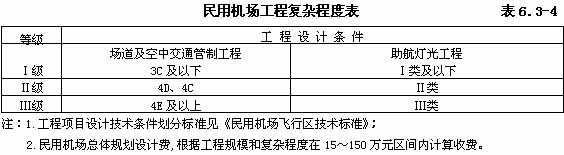 民用机场工程复杂程度表 表 6.3-4
等级 工 程 设 计 条 件
场道及空中交通管制工程 助航灯光工程
I 级 3C 及以下 I 类及以下
II级 4D、4C II类
III级 4E 及以上 III类
注：1.工程项目设计技术条件划分标准见《民用机场飞行区技术标准》；
2.民用机场总体规划设计费,根据工程规模和复杂程度在 15～150 万元区间内计算收费。